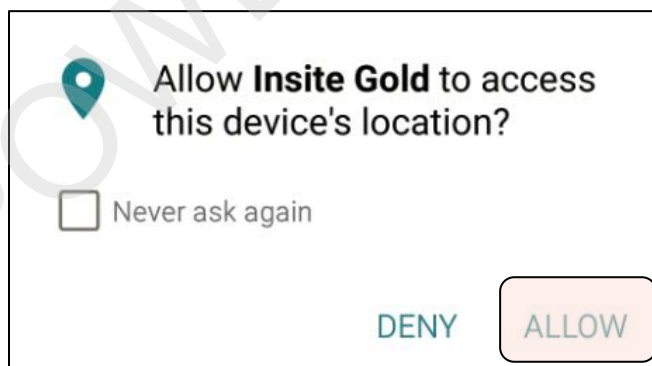 Allow Insite Gold to access
this device's location?
Never ask again
DENY ALLOW